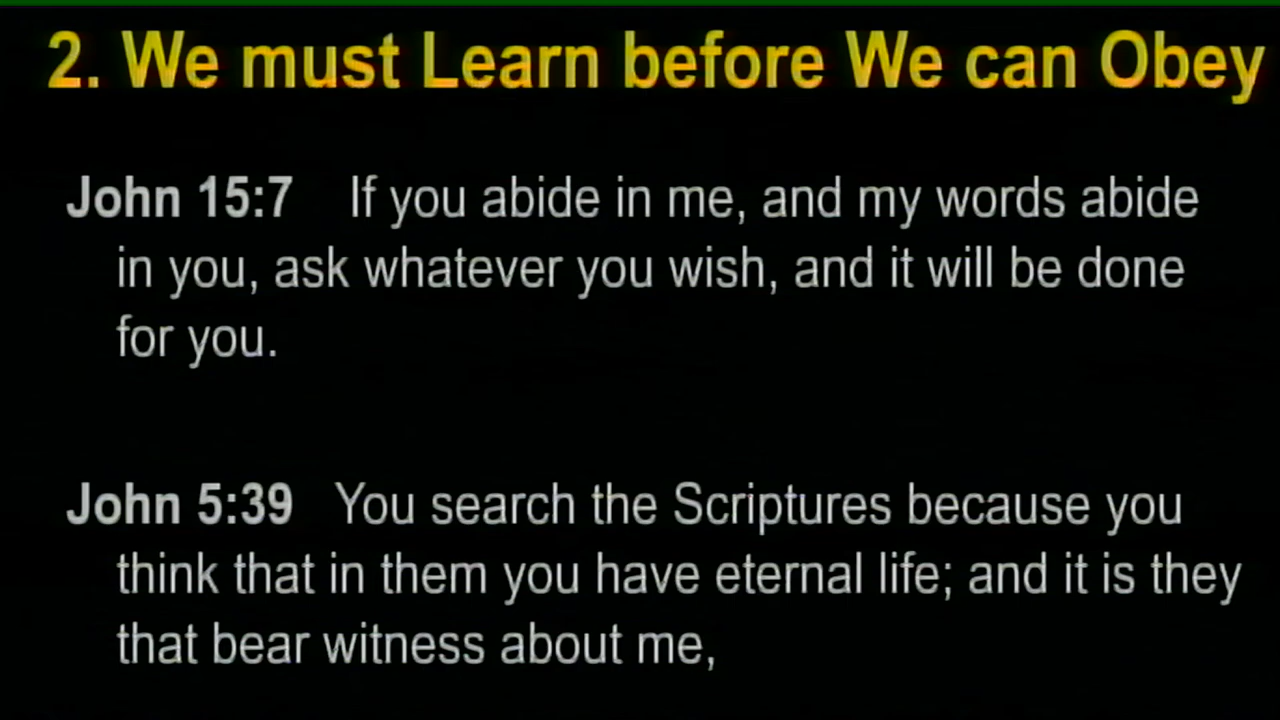 2. We must Learn before We can Obey
John 15:7 If you abide in me, and my words abide
in you, ask whatever you wish, and it will be done
for you.
John 5:39 You search the Scriptures because you
think that in them you have eternal life; and it is they
that bear witness about me,